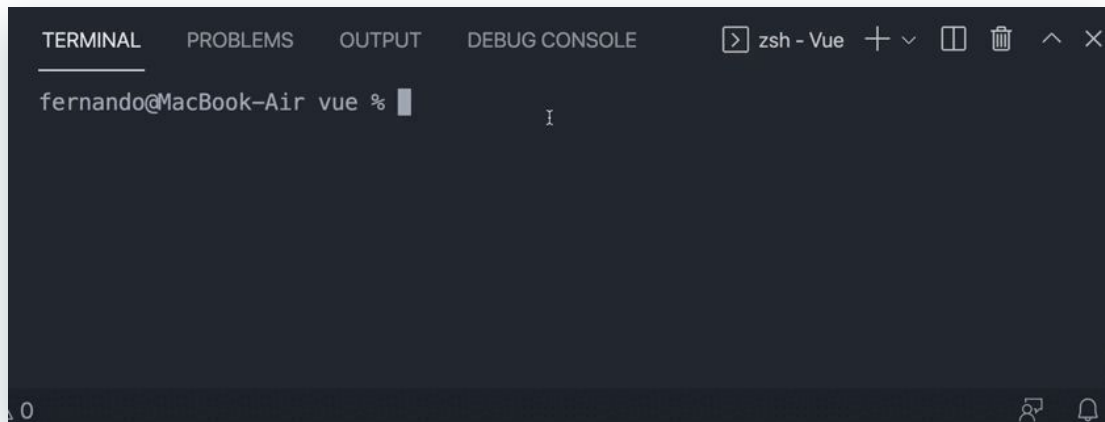 TERMINAL PROBLEMS OUTPUT DEBUG CONSOLE zsh - Vue
fernando@MacBook-Air vue %
0